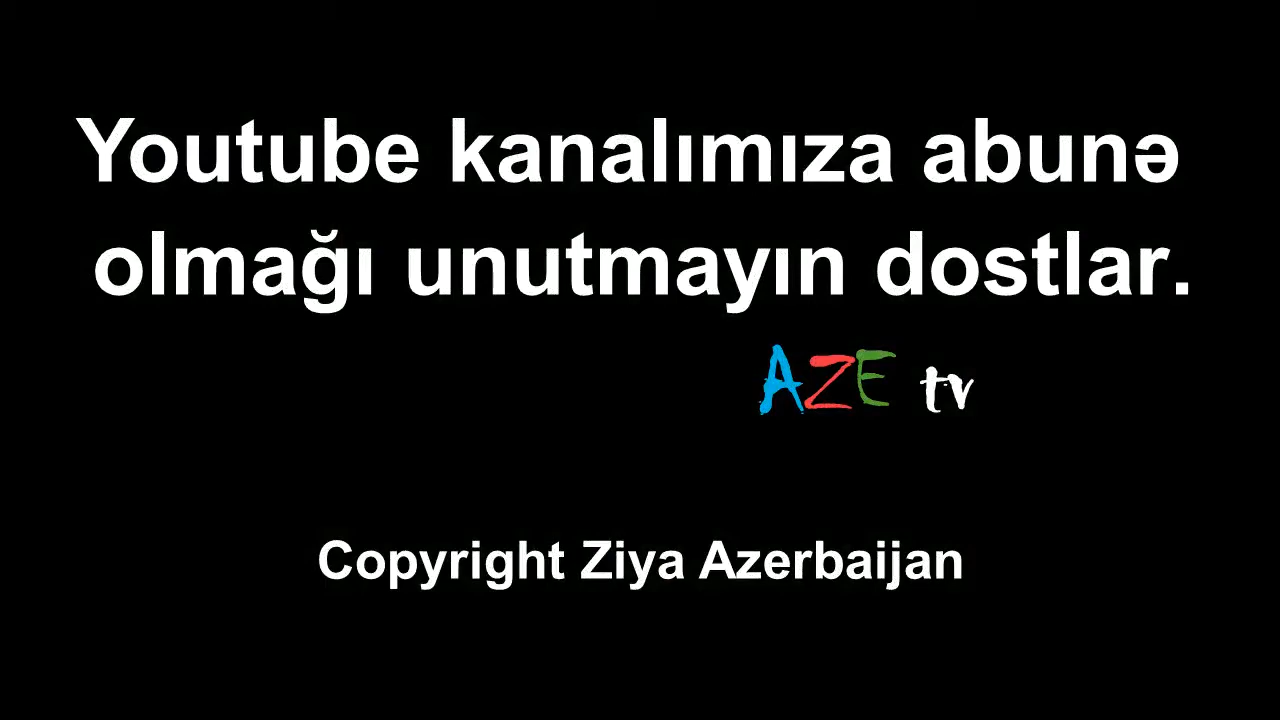 Youtube kanalımıza abunə
olmağı unutmayın dostlar.
AZE tv
Copyright Ziya Azerbaijan